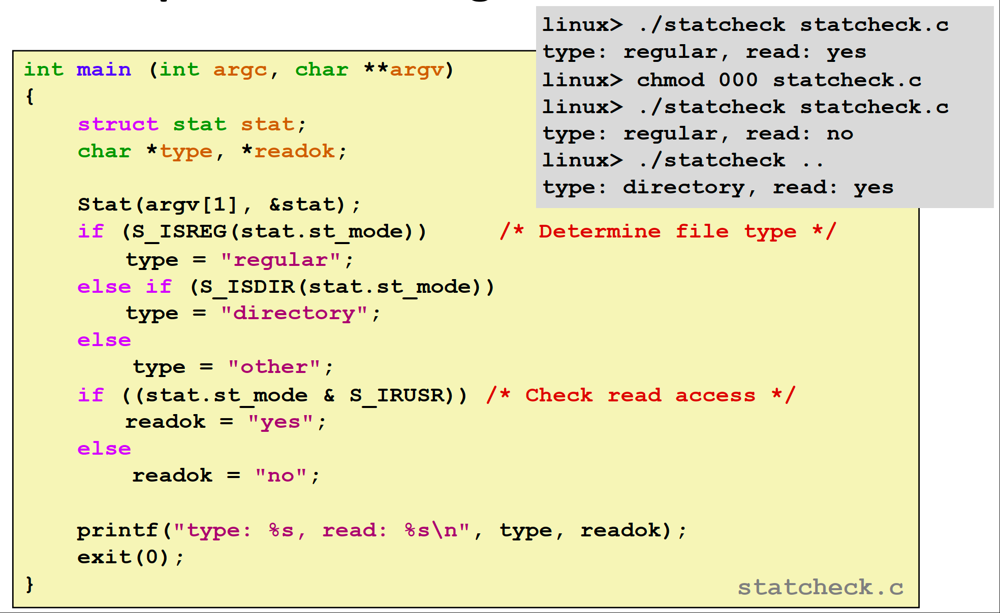 linux> ./statcheck statcheck.c
type: regular, read: yes
linux> chmod 000 statcheck.c
linux> ./statcheck statcheck.c
type: regular, read: no
linux> ./statcheck ..
type: directory, read: yes
int main (int argc, char **argv)
{
    struct stat stat;
    char *type, *readok;

    Stat(argv[1], &stat);
    if (S_ISREG(stat.st_mode))     /* Determine file type */
       type = "regular";
    else if (S_ISDIR(stat.st_mode))
       type = "directory";
    else
        type = "other";
    if ((stat.st_mode & S_IRUSR)) /* Check read access */
       readok = "yes";
    else
        readok = "no";

    printf("type: %s, read: %s\n", type, readok);
    exit(0);
}
statcheck.c